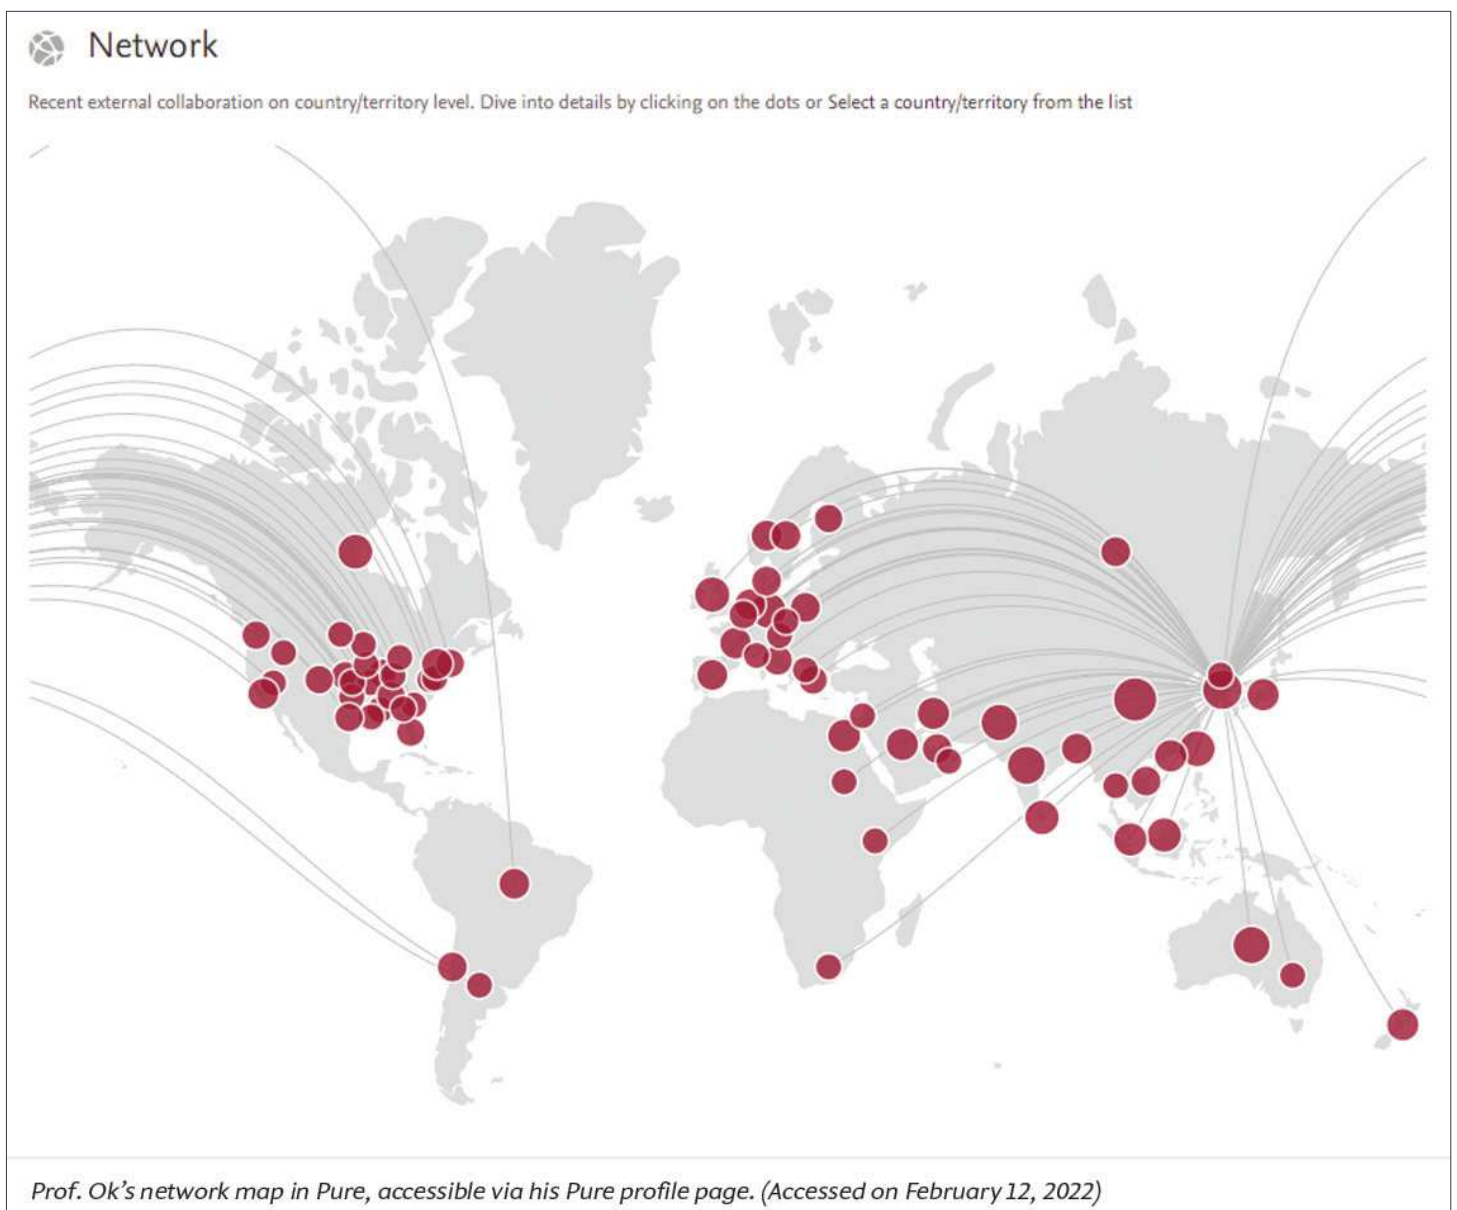 Network
Recent external collaboration on country/territory level. Dive into details by clicking on the dots or Select a country/territory from the list
Prof. Ok's network map in Pure, accessible via his Pure profile page. (Accessed on February 12, 2022)